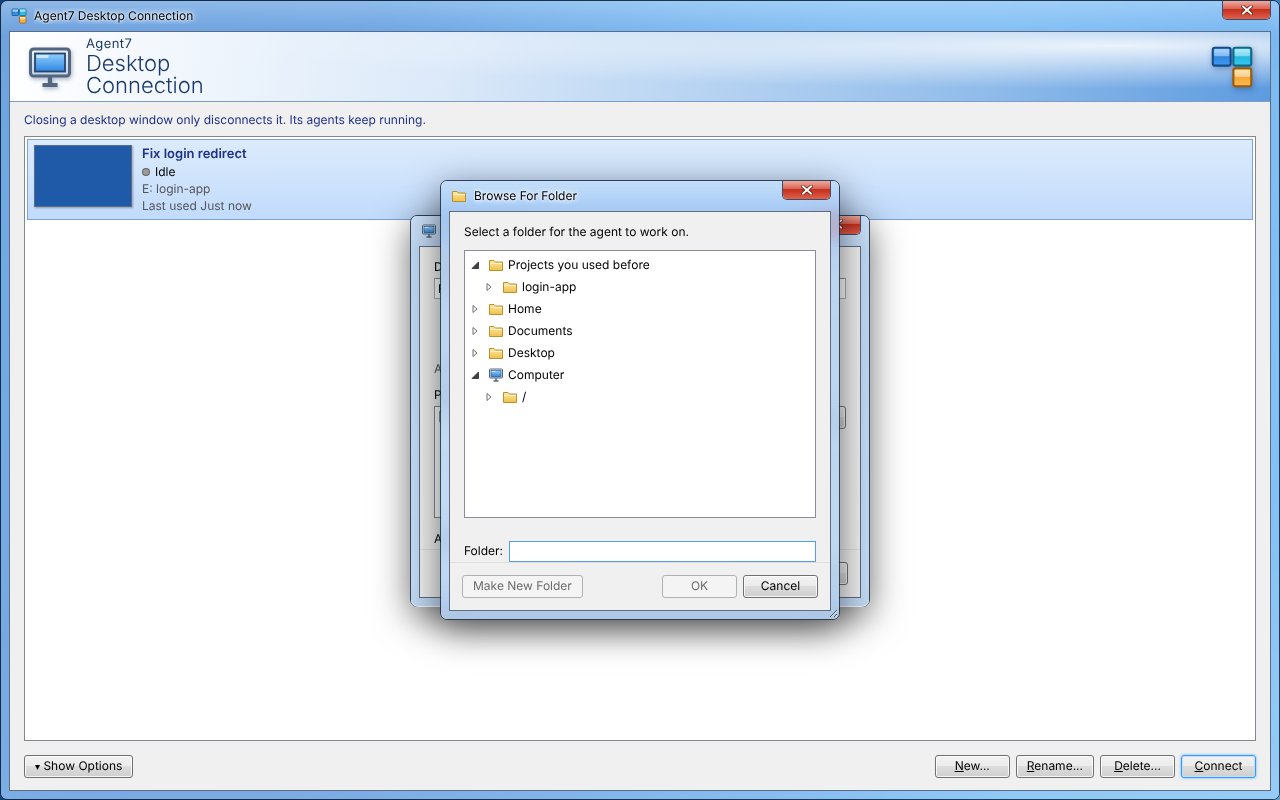 Agent7 Desktop Connection
Agent7
Desktop
Connection
Closing a desktop window only disconnects it. Its agents keep running.
Fix login redirect
Idle
E: login-app
Last used Just now
Browse For Folder
Select a folder for the agent to work on.
Projects you used before
login-app
Home
Documents
Desktop
Computer
/
Folder:
Make New Folder
OK
Cancel
Show Options
New...
Rename...
Delete...
Connect